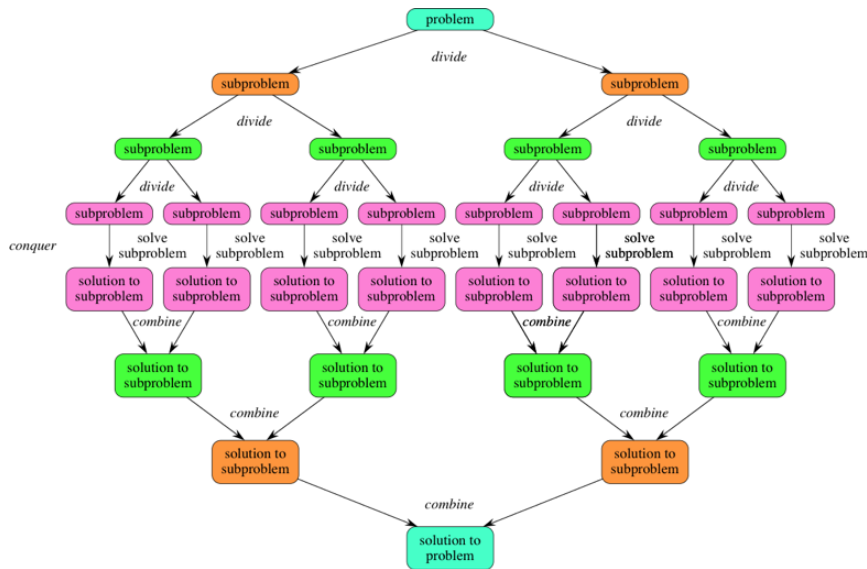 problem
divide
subproblem subproblem
divide divide
subproblem subproblem subproblem subproblem
divide divide divide divide
subproblem subproblem subproblem subproblem subproblem subproblem subproblem subproblem
conquer
solve solve solve solve solve solve solve solve
subproblem subproblem subproblem subproblem subproblem subproblem subproblem subproblem
solution to solution to solution to solution to solution to solution to solution to solution to
subproblem subproblem subproblem subproblem subproblem subproblem subproblem subproblem
combine combine combine combine
solution to solution to solution to solution to
subproblem subproblem subproblem subproblem
combine combine
solution to solution to
subproblem subproblem
combine
solution to
problem